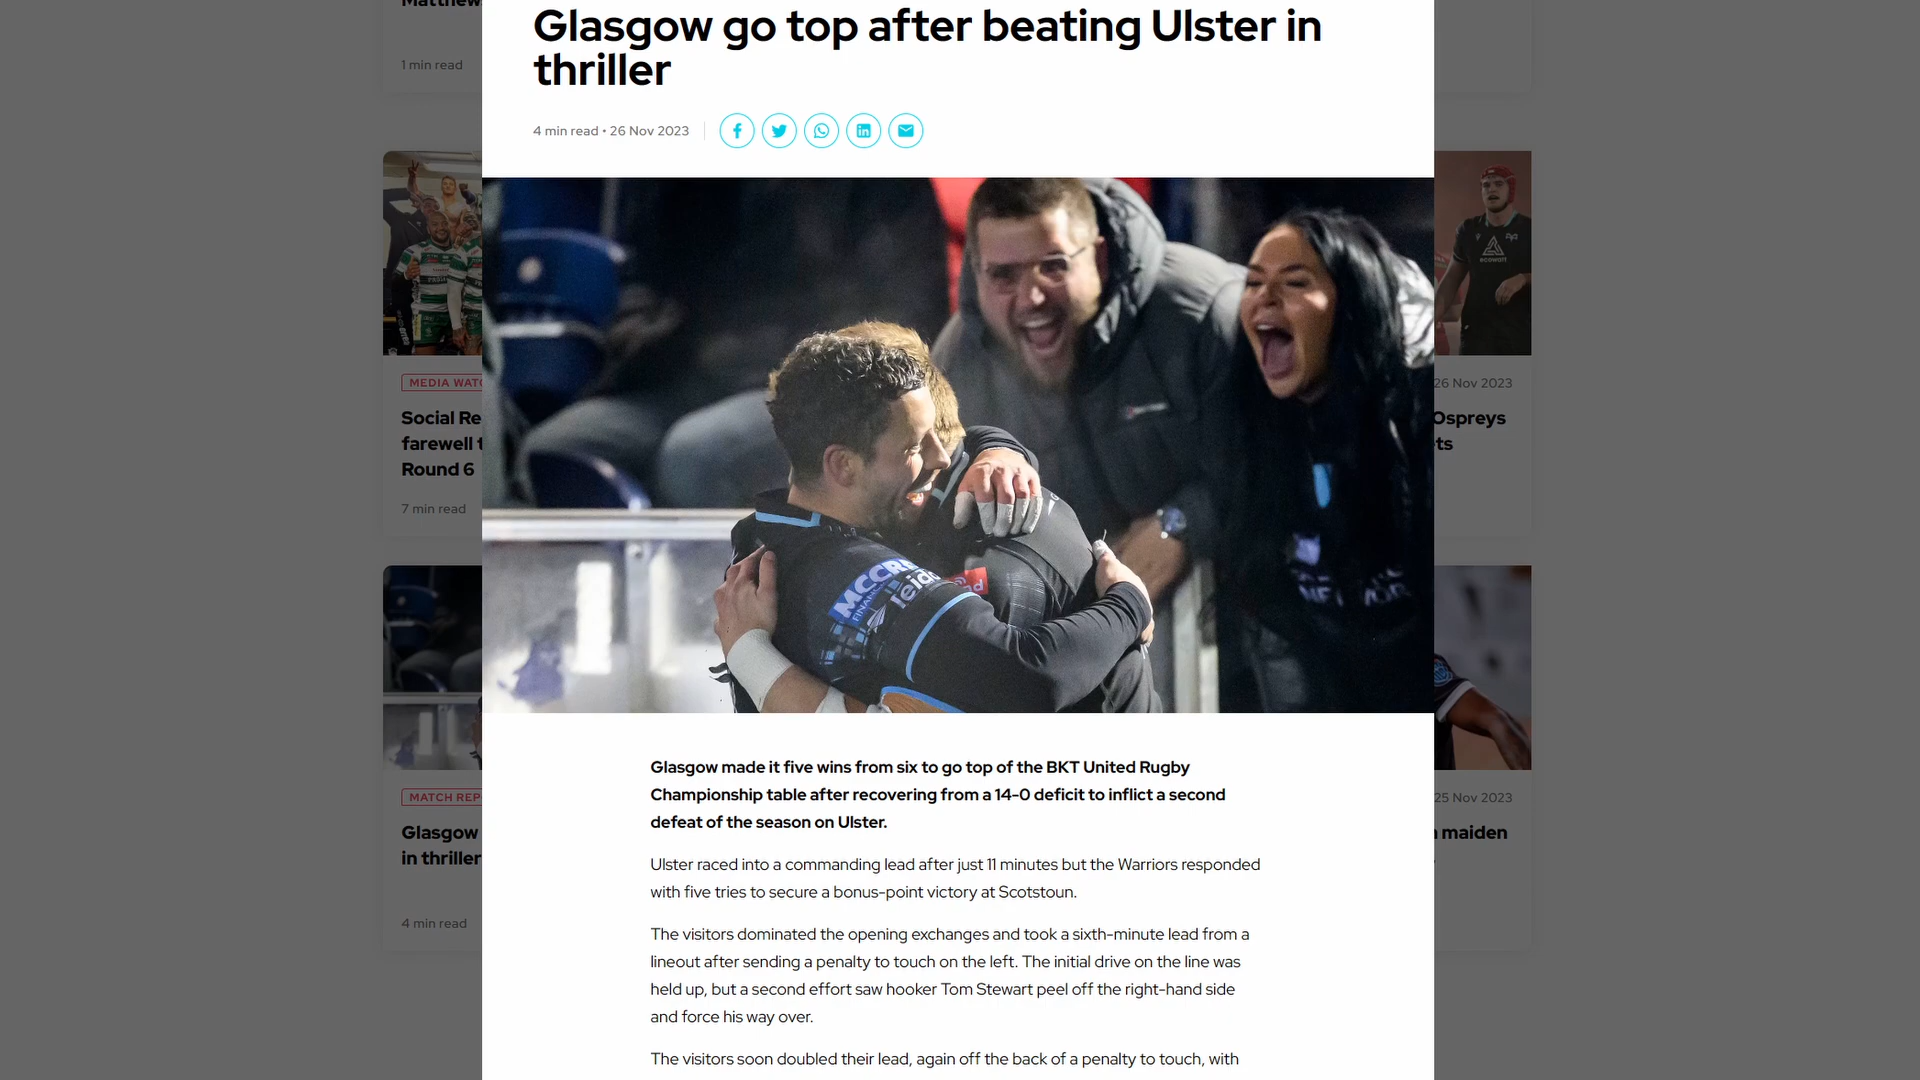 Glasgow go top after beating Ulster in
thriller
4 min read • 26 Nov 2023
Glasgow made it five wins from six to go top of the BKT United Rugby
Championship table after recovering from a 14-0 deficit to inflict a second
defeat of the season on Ulster.
Ulster raced into a commanding lead after just 11 minutes but the Warriors responded
with five tries to secure a bonus-point victory at Scotstoun.
The visitors dominated the opening exchanges and took a sixth-minute lead from a
lineout after sending a penalty to touch on the left. The initial drive on the line was
held up, but a second effort saw hooker Tom Stewart peel off the right-hand side
and force his way over.
The visitors soon doubled their lead, again off the back of a penalty to touch, with
1 min read
Social Re
farewell t
Round 6
7 min read
MATCH REP
Glasgow
in thriller
4 min read
26 Nov 2023
Ospreys
ts
25 Nov 2023
maiden
ecowatt